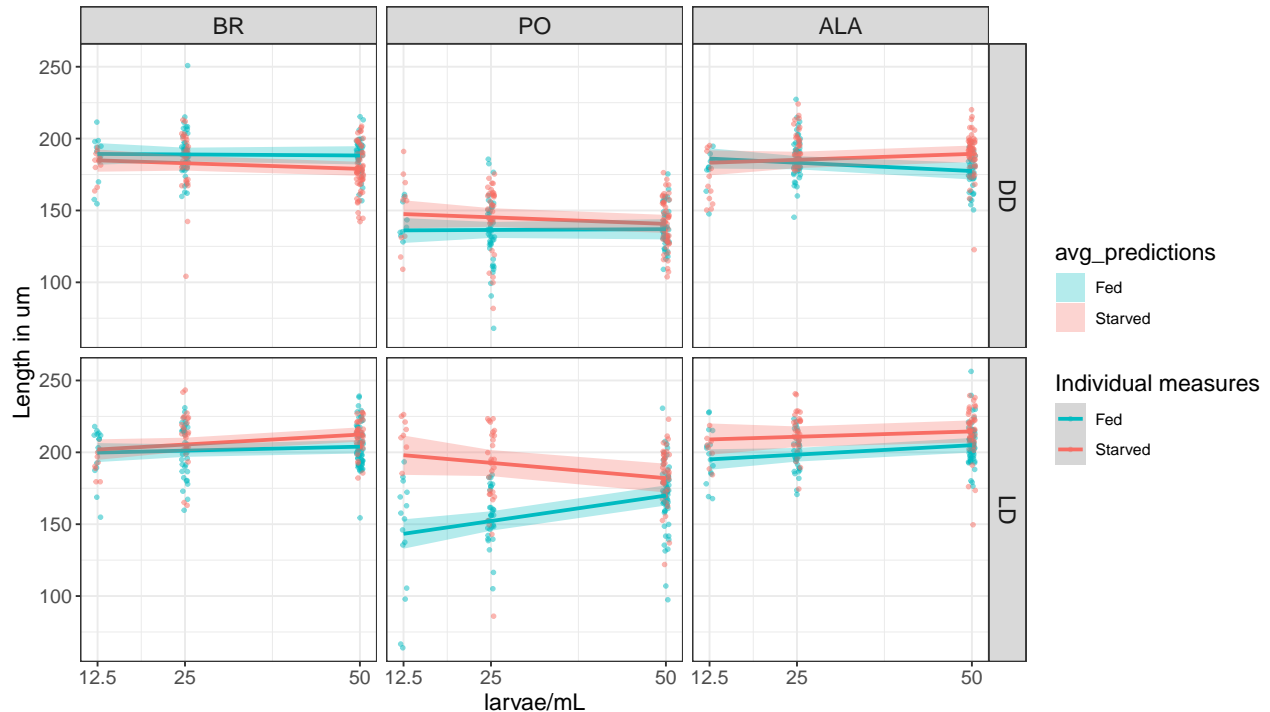 BR
PO
ALA
250
200
150
100
DD
250
200
150
100
LD
Length in um
12.5
25
50
12.5
25
50
12.5
25
50
larvae/mL
avg_predictions
Fed
Starved
Individual measures
Fed
Starved